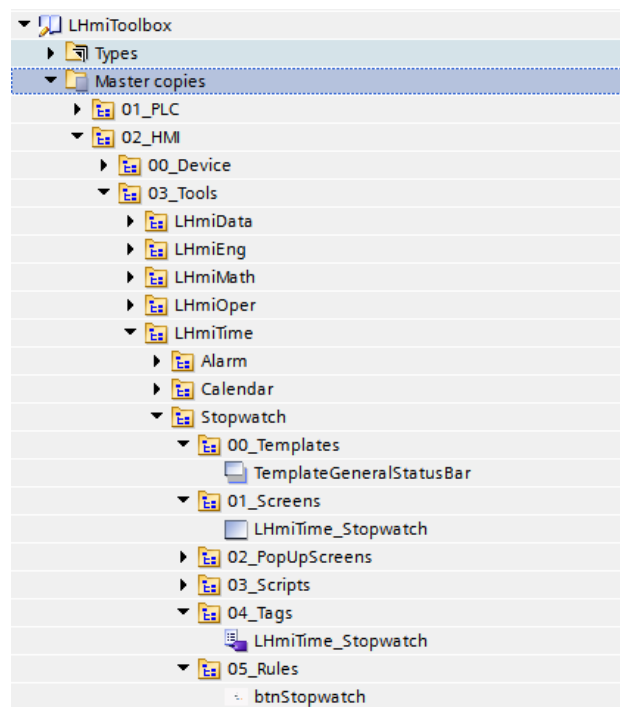 LHmiToolbox
Types
Master copies
01_PLC
02_HMI
00_Device
03_Tools
LHmiData
LHmiEng
LHmiMath
LHmiOper
LHmiTime
Alarm
Calendar
Stopwatch
00_Templates
TemplateGeneralStatusBar
01_Screens
LHmiTime_Stopwatch
02_PopUpScreens
03_Scripts
04_Tags
LHmiTime_Stopwatch
05_Rules
btnStopwatch